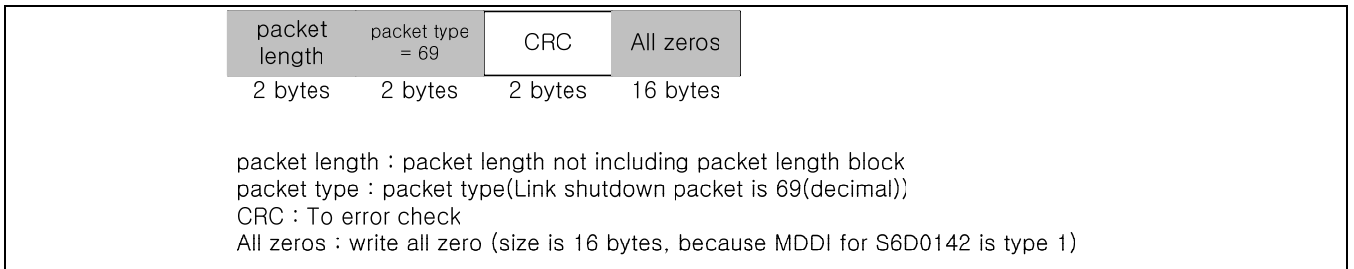 packet length
packet type = 69
CRC
All zeros
2 bytes
2 bytes
2 bytes
16 bytes
packet length : packet length not including packet length block
packet type : packet type(Link shutdown packet is 69(decimal))
CRC : To error check
All zeros : write all zero (size is 16 bytes, because MDDI for S6D0142 is type 1)